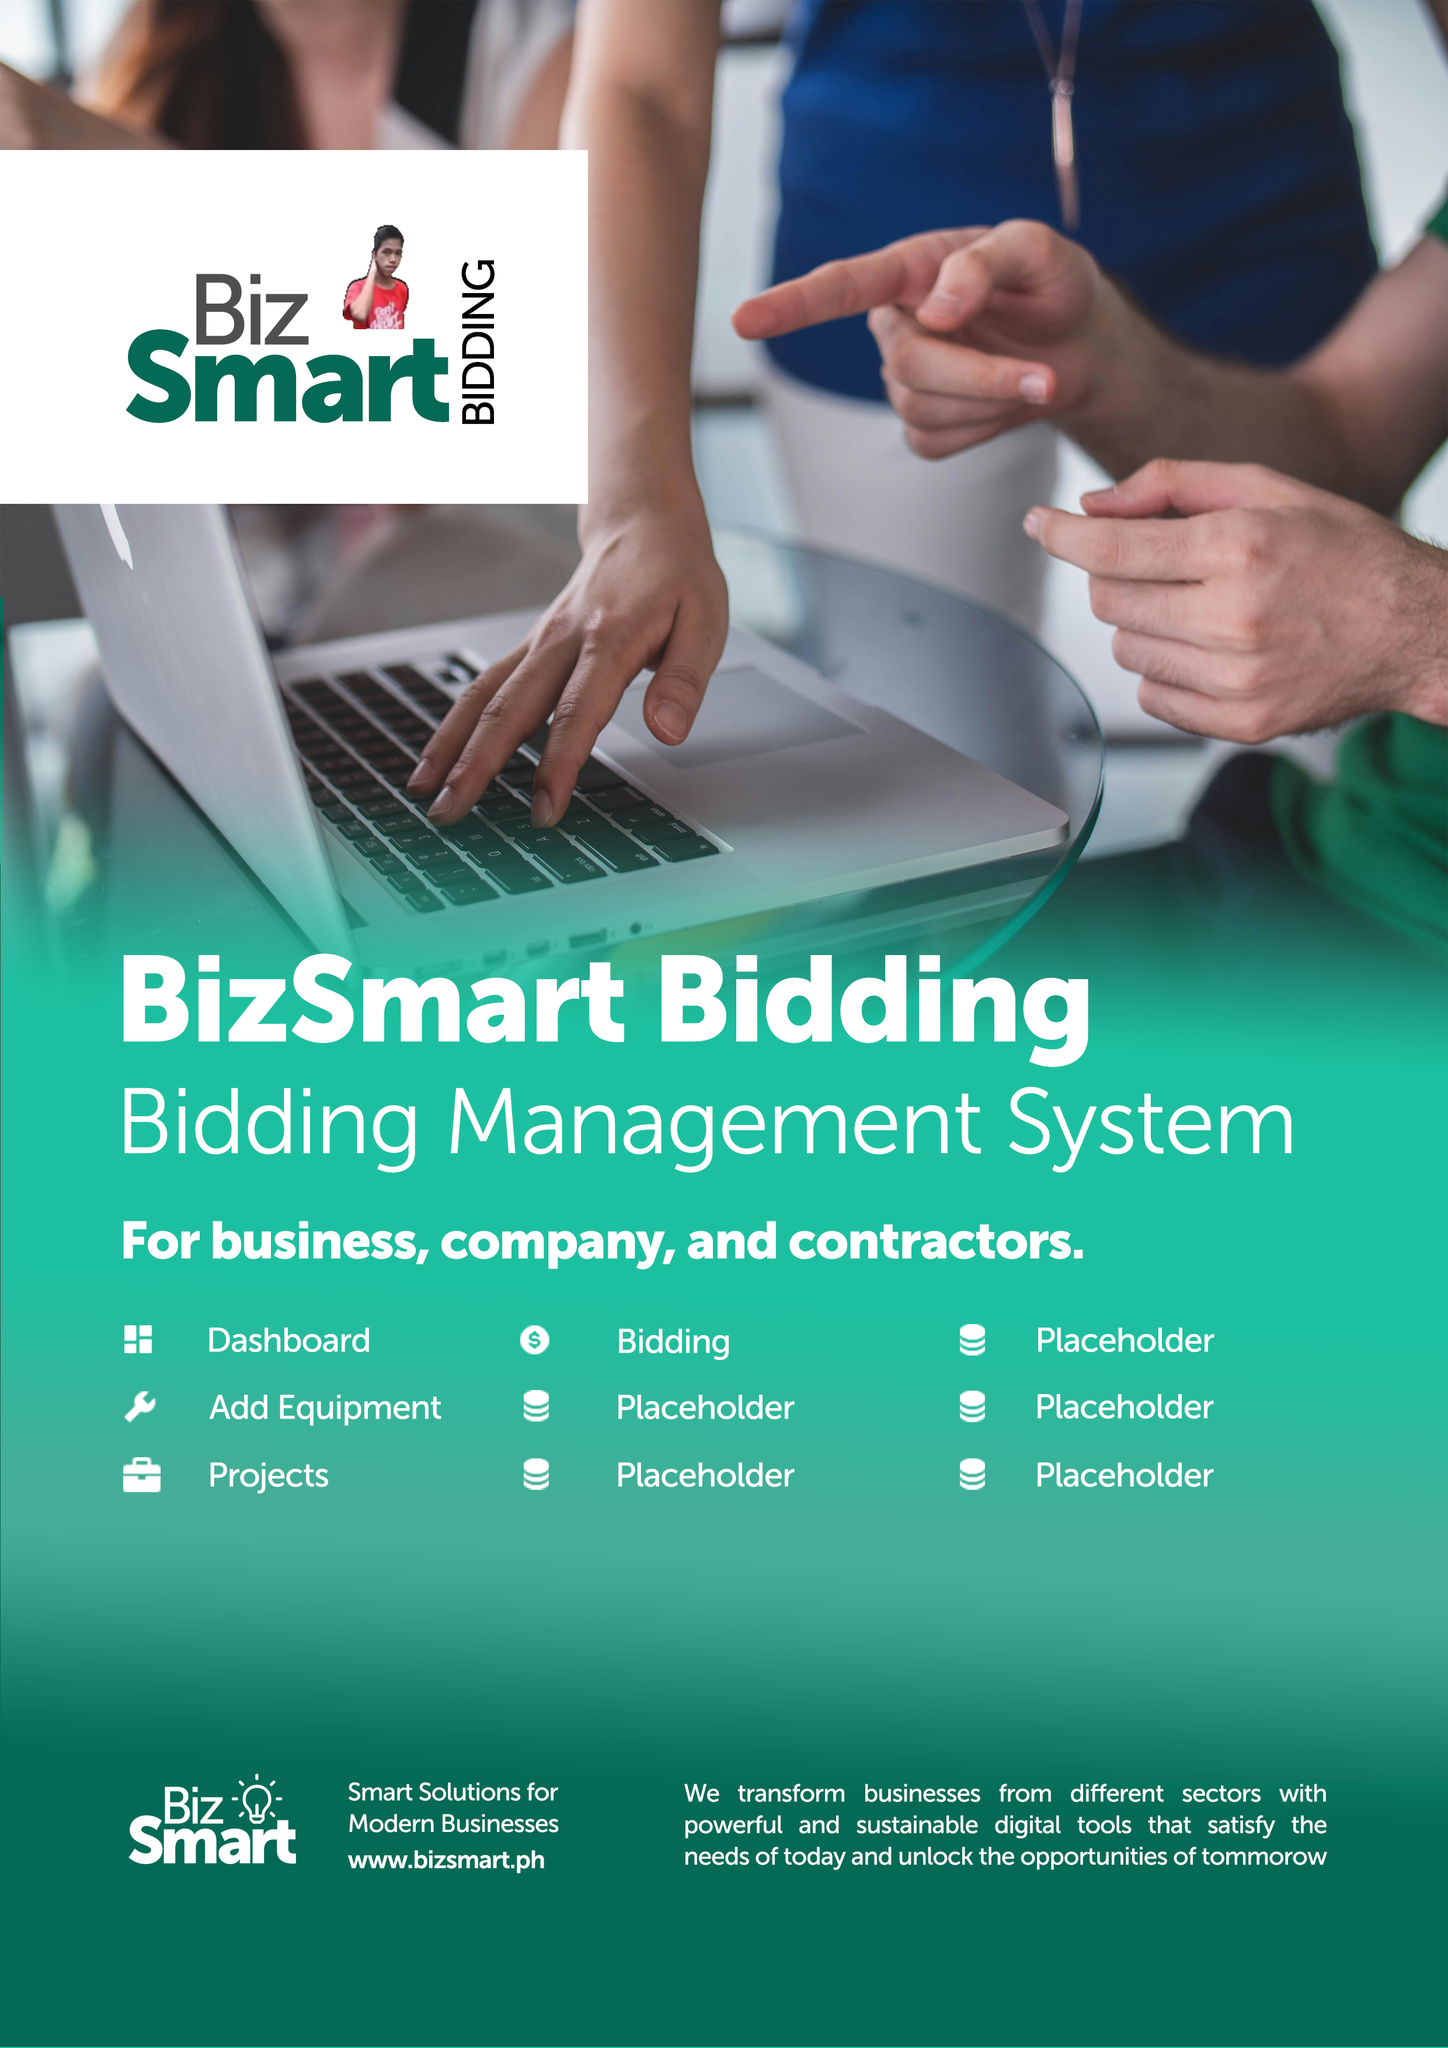 Biz
Smart
BIDDING
BizSmart Bidding
Bidding Management System
For business, company, and contractors.
Dashboard
Bidding
Placeholder
Add Equipment
Placeholder
Placeholder
Projects
Placeholder
Placeholder
Biz
Smart
Smart Solutions for
Modern Businesses
www.bizsmart.ph
We transform businesses from different sectors with
powerful and sustainable digital tools that satisfy the
needs of today and unlock the opportunities of tommorow